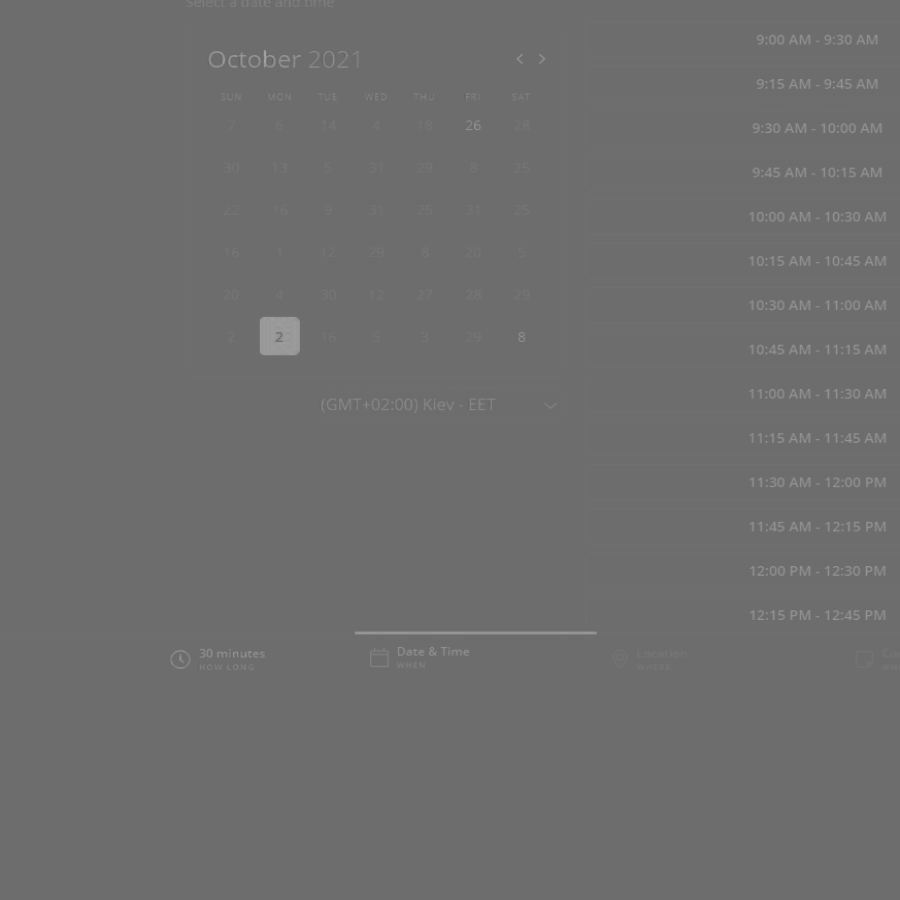 Select a date and time
October 2021
SUN MON TUE WED THU FRI SAT
7 6 14 4 18 26 28
30 13 5 31 29 8 25
22 16 9 31 25 31 25
16 1 12 29 8 20 5
20 4 30 12 27 28 29
2 2 16 5 3 29 8
(GMT+02:00) Kiev - EET
9:00 AM - 9:30 AM
9:15 AM - 9:45 AM
9:30 AM - 10:00 AM
9:45 AM - 10:15 AM
10:00 AM - 10:30 AM
10:15 AM - 10:45 AM
10:30 AM - 11:00 AM
10:45 AM - 11:15 AM
11:00 AM - 11:30 AM
11:15 AM - 11:45 AM
11:30 AM - 12:00 PM
11:45 AM - 12:15 PM
12:00 PM - 12:30 PM
12:15 PM - 12:45 PM
30 minutes
HOW LONG
Date & Time
WHEN
Location
WHERE